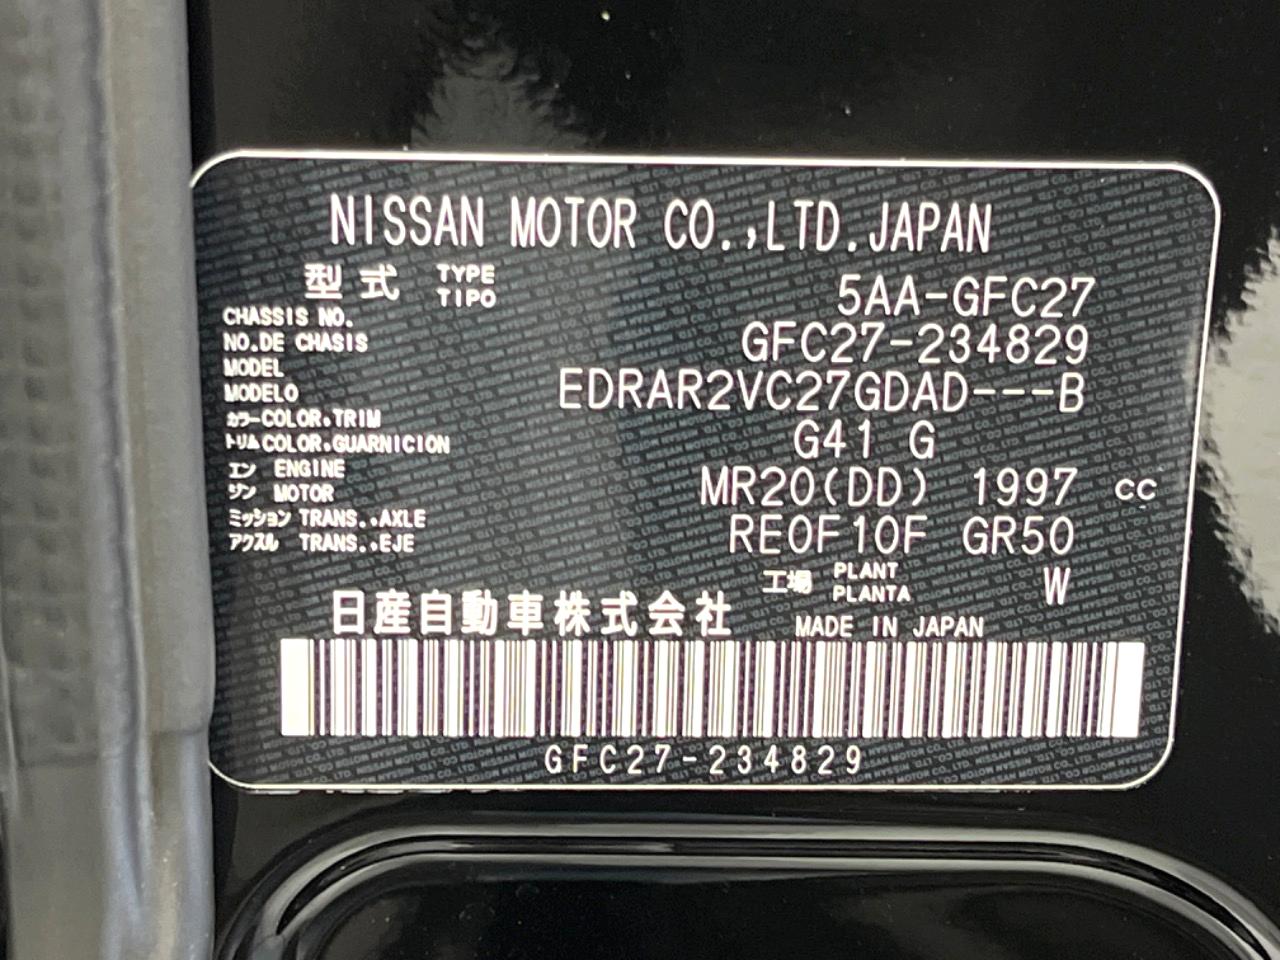 NISSAN MOTOR CO.,LTD.JAPAN
型式 TYPE TIPO 5AA-GFC27
CHASSIS NO.
NO.DE CHASIS GFC27-234829
MODEL
MODELO EDRAR2VC27GDAD---B
カラー COLOR,TRIM
トリム COLOR,GUARNICION G41 G
エン ENGINE
ジン MOTOR MR20(DD) 1997 cc
ミッション TRANS.,AXLE
アクスル TRANS.,EJE RE0F10F GR50
工場 PLANT PLANTA W
日産自動車株式会社 MADE IN JAPAN
GFC27-234829